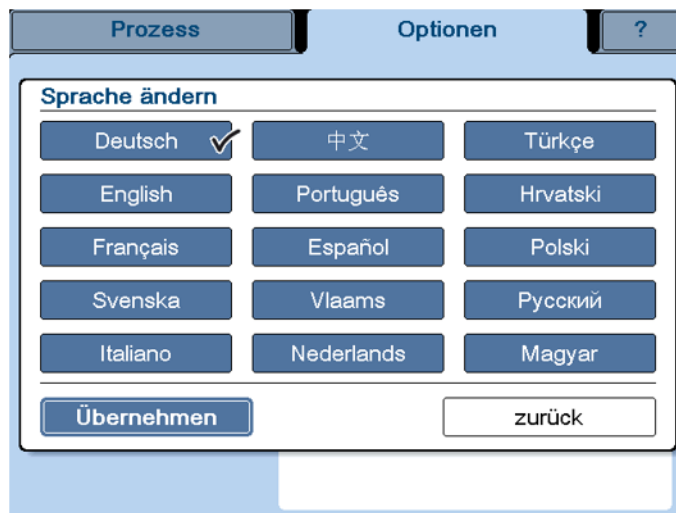 Prozess Optionen ?
Sprache ändern
Deutsch 中文 Türkçe
English Português Hrvatski
Français Español Polski
Svenska Vlaams Русский
Italiano Nederlands Magyar
Übernehmen zurück